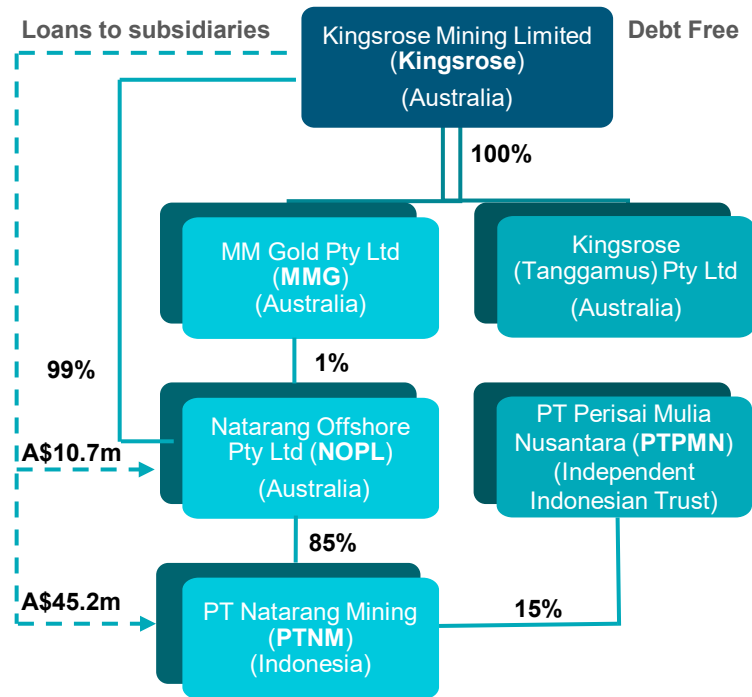 Loans to subsidiaries
Kingsrose Mining Limited
(Kingsrose)
(Australia)
Debt Free
100%
MM Gold Pty Ltd
(MMG)
(Australia)
Kingsrose
(Tanggamus) Pty Ltd
(Australia)
99%
1%
Natarang Offshore
Pty Ltd (NOPL)
(Australia)
PT Perisai Mulia
Nusantara (PTPMN)
(Independent
Indonesian Trust)
A$10.7m
85%
A$45.2m
PT Natarang Mining
(PTNM)
(Indonesia)
15%